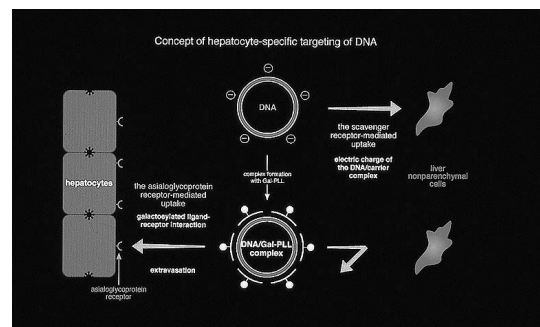 Concept of hepatocyte-specific targeting of DNA
DNA
the scavenger
receptor-mediated
uptake
electric charge of
the DNA/carrier
complex
liver
nonparenchymal
cells
complex formation
with Gal-PLL
hepatocytes
the asialoglycoprotein
receptor-mediated
uptake
galactosylated ligand-
receptor interaction
DNA/Gal-PLL
complex
extravasation
asialoglycoprotein
receptor